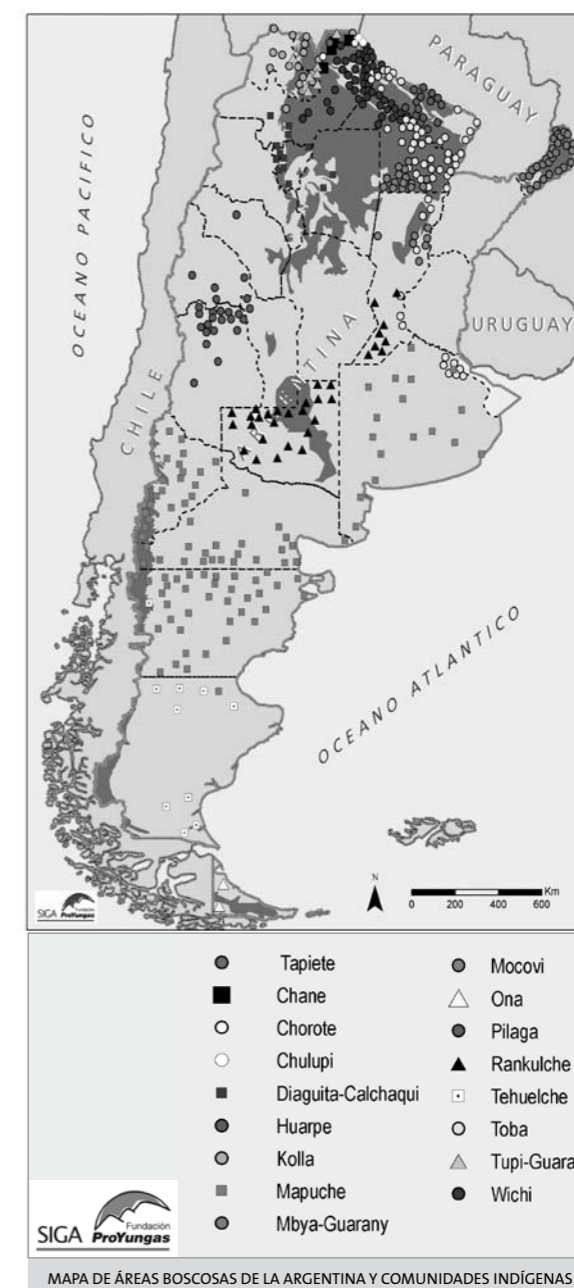 PARAGUAY
OCEANO PACIFICO
URUGUAY
ARGENTINA
CHILE
OCEANO ATLANTICO
N
Km
0 200 400 600
SIGA Fundación ProYungas
Tapiete
Chane
Chorote
Chulupi
Diaguita-Calchaqui
Huarpe
Kolla
Mapuche
Mbya-Guarany
Mocovi
Ona
Pilaga
Rankulche
Tehuelche
Toba
Tupi-Guara
Wichi
SIGA Fundación ProYungas
MAPA DE ÁREAS BOSCOSAS DE LA ARGENTINA Y COMUNIDADES INDÍGENAS